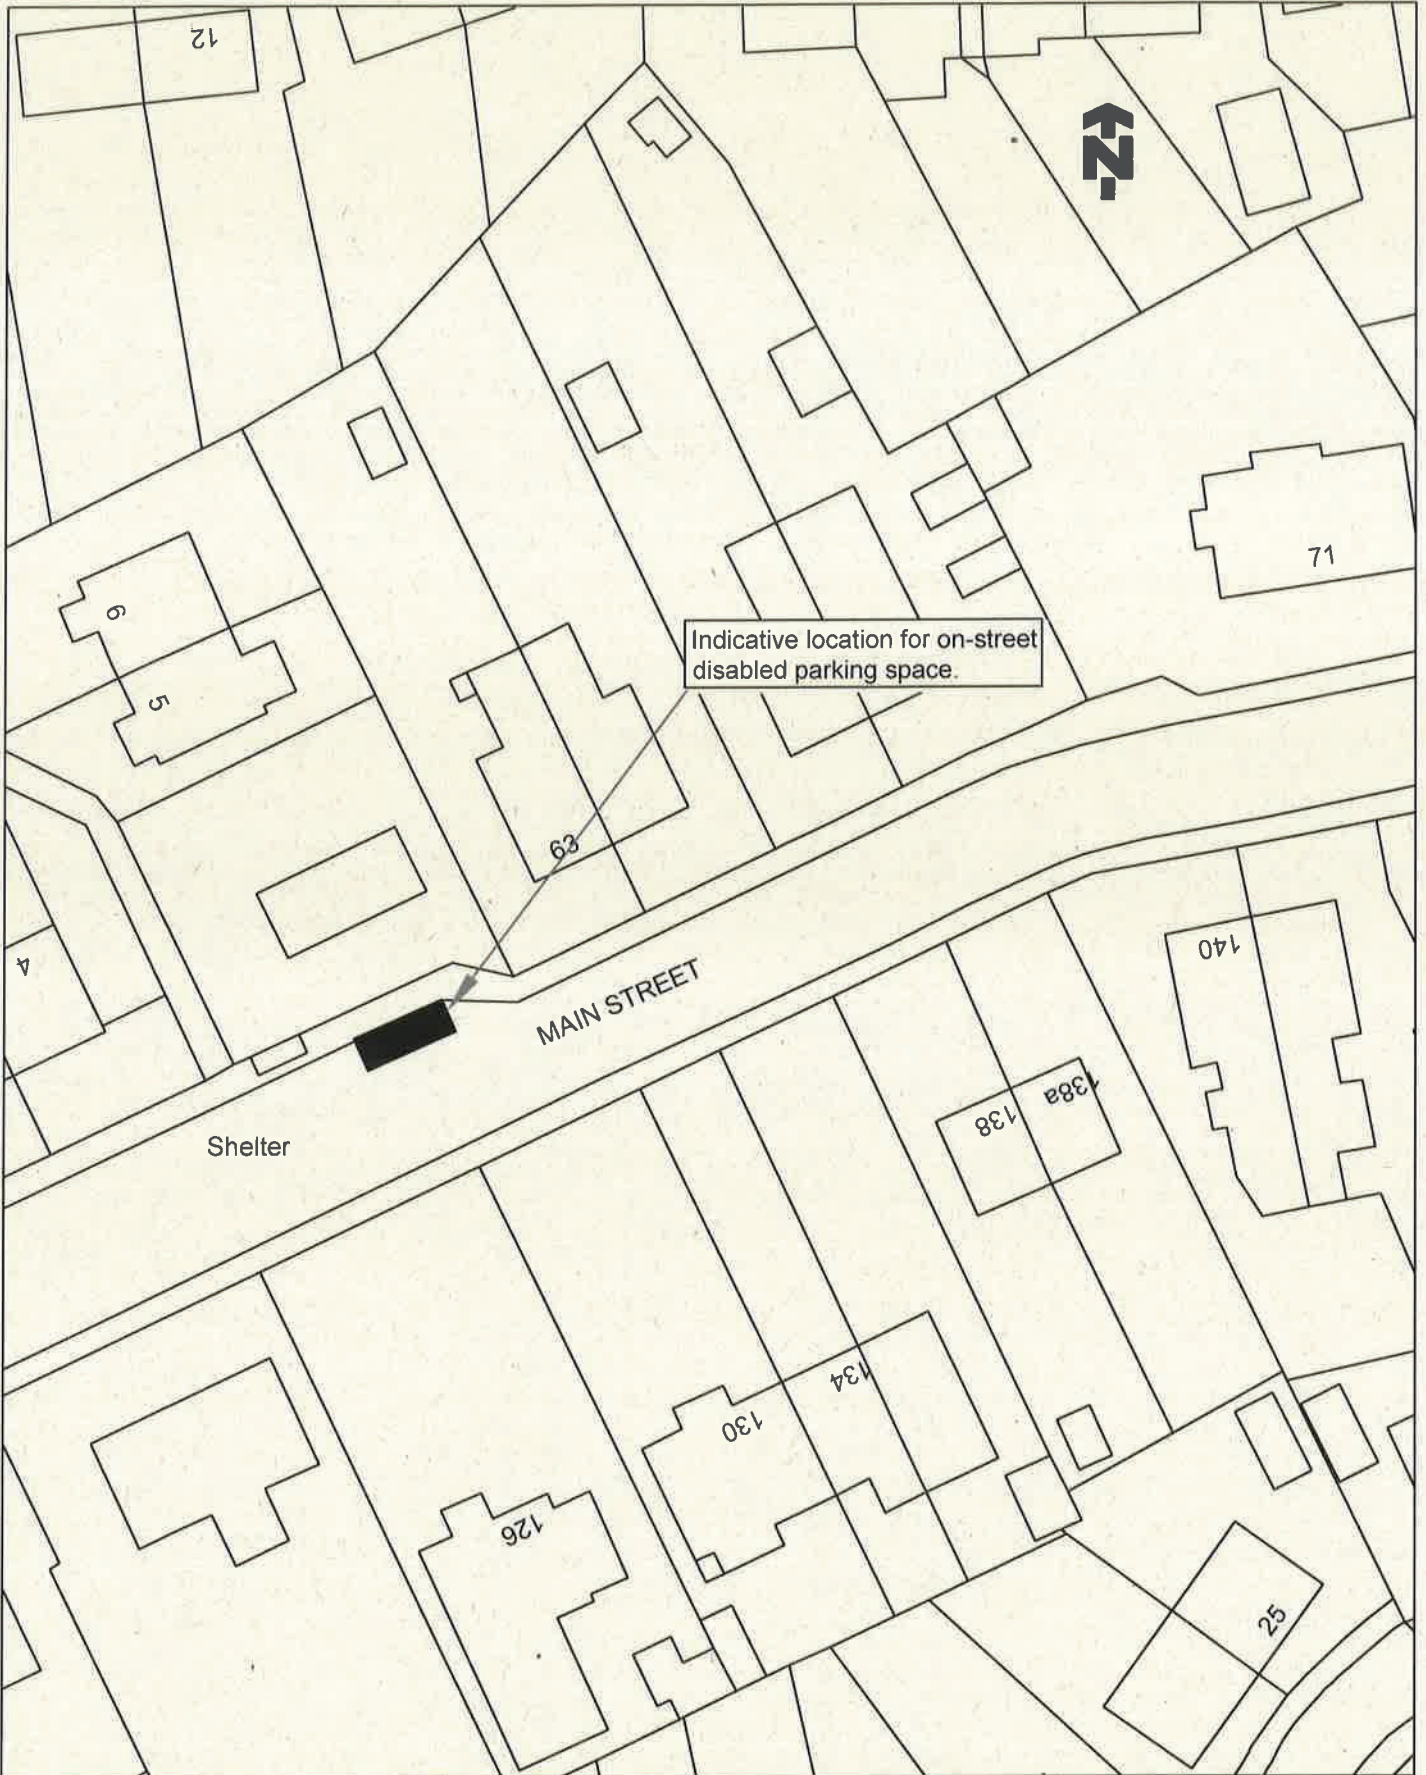 12
N
6
5
71
Indicative location for on-street
disabled parking space.
63
4
MAIN STREET
140
138
138a
Shelter
134
130
126
25